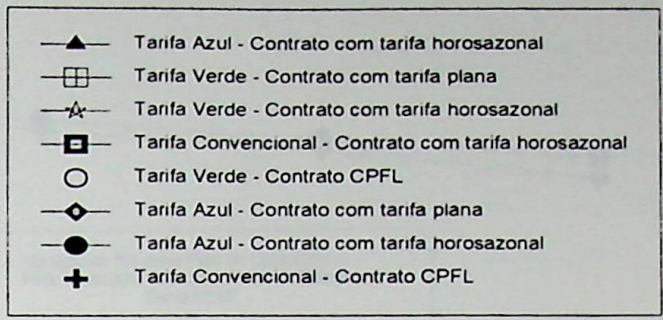 Tarifa Azul - Contrato com tarifa horosazonal
Tarifa Verde - Contrato com tarifa plana
Tarifa Verde - Contrato com tarifa horosazonal
Tarifa Convencional - Contrato com tarifa horosazonal
Tarifa Verde - Contrato CPFL
Tarifa Azul - Contrato com tarifa plana
Tarifa Azul - Contrato com tarifa horosazonal
Tarifa Convencional - Contrato CPFL